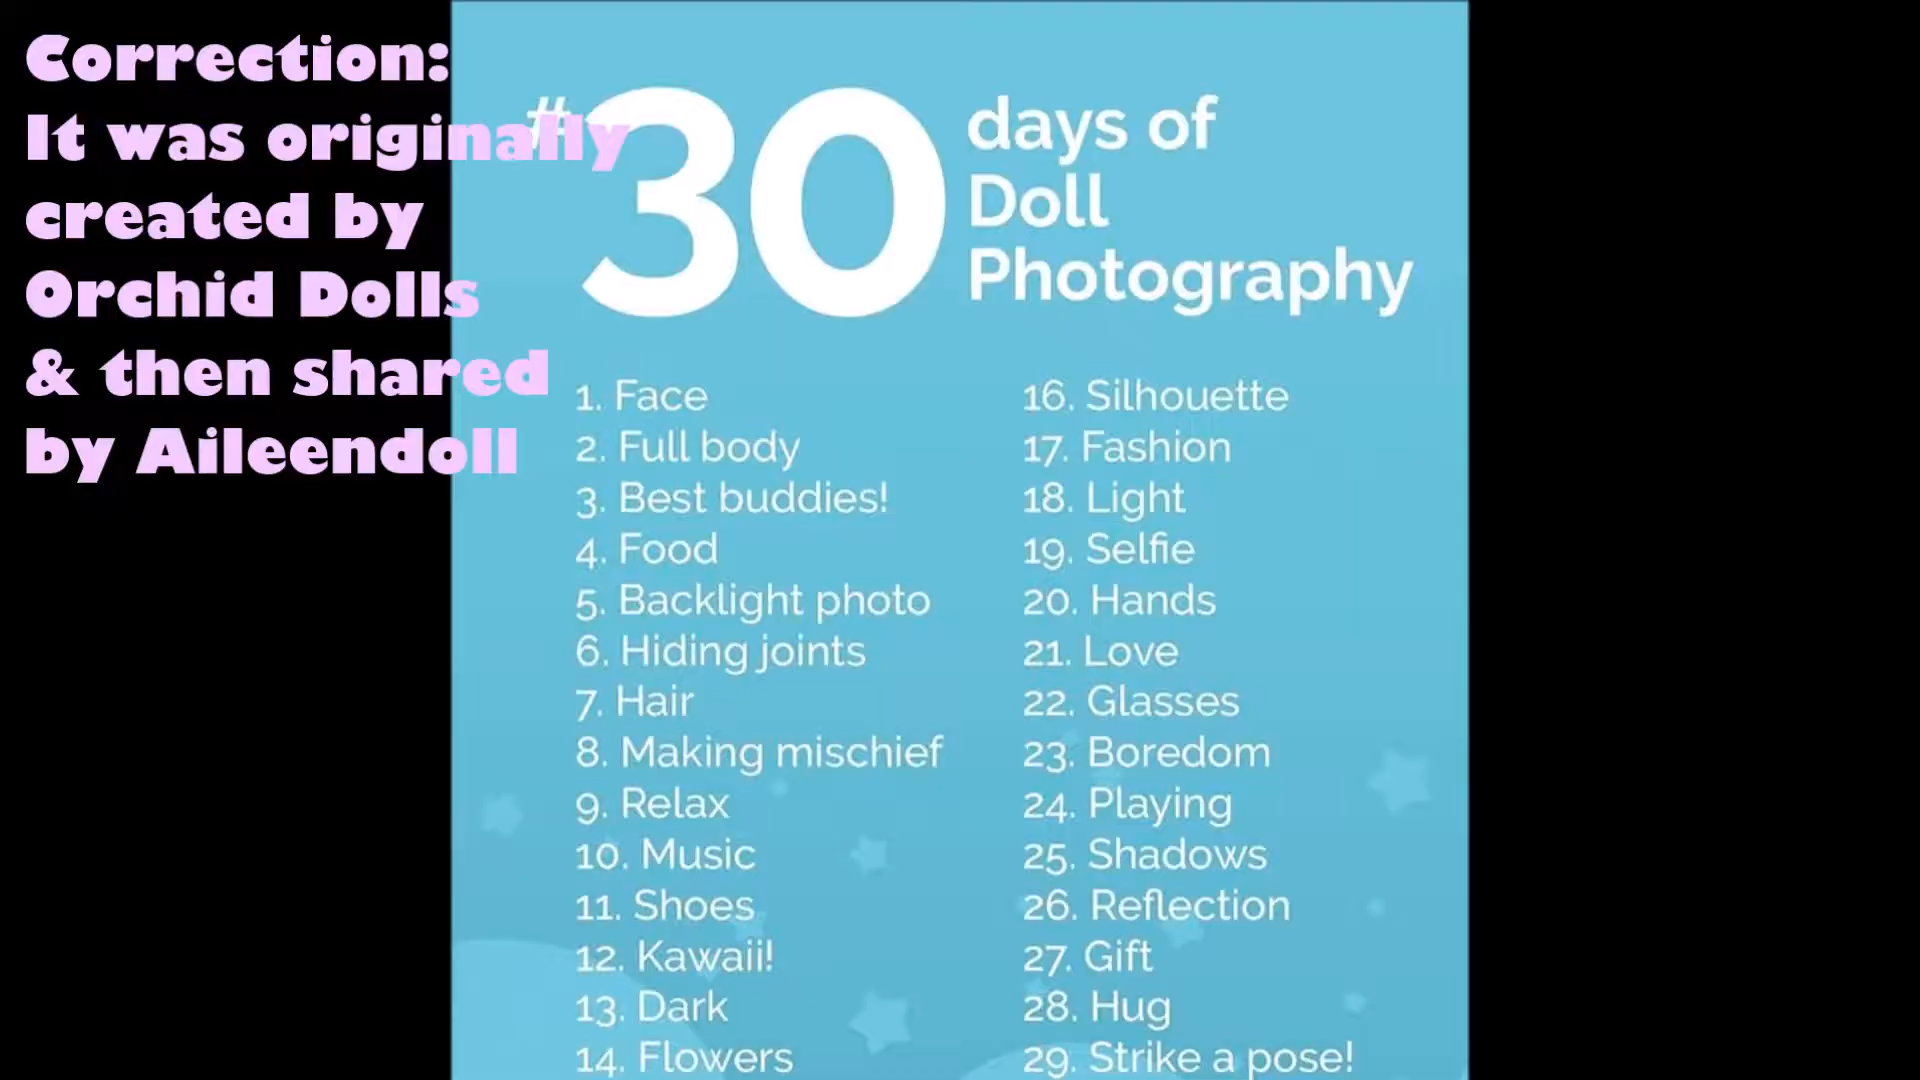 Correction:
It was originally
created by
Orchid Dolls
& then shared
by Aileendoll
#30 days of
Doll
Photography
1. Face
2. Full body
3. Best buddies!
4. Food
5. Backlight photo
6. Hiding joints
7. Hair
8. Making mischief
9. Relax
10. Music
11. Shoes
12. Kawaii!
13. Dark
14. Flowers
16. Silhouette
17. Fashion
18. Light
19. Selfie
20. Hands
21. Love
22. Glasses
23. Boredom
24. Playing
25. Shadows
26. Reflection
27. Gift
28. Hug
29. Strike a pose!